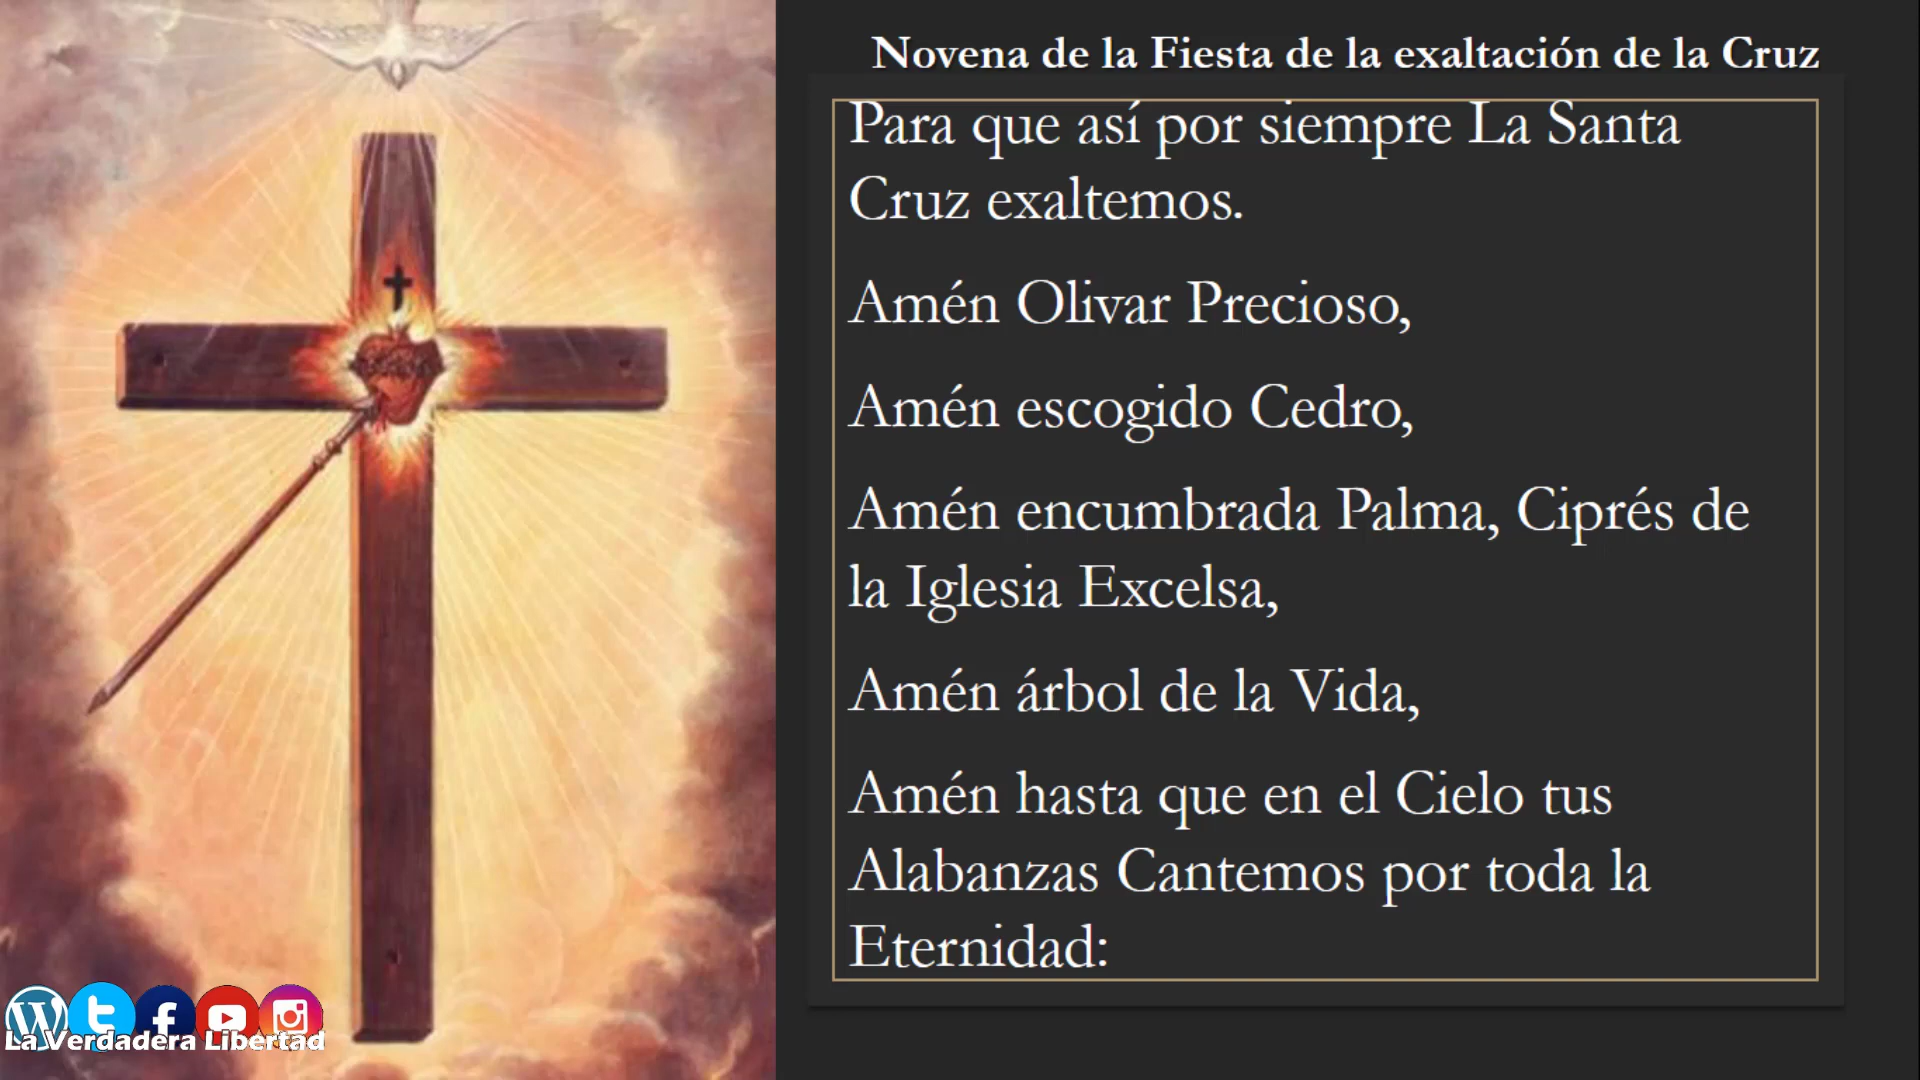 Novena de la Fiesta de la exaltación de la Cruz
Para que así por siempre La Santa
Cruz exaltemos.
Amén Olivar Precioso,
Amén escogido Cedro,
Amén encumbrada Palma, Ciprés de
la Iglesia Excelsa,
Amén árbol de la Vida,
Amén hasta que en el Cielo tus
Alabanzas Cantemos por toda la
Eternidad:
La Verdadera Libertad